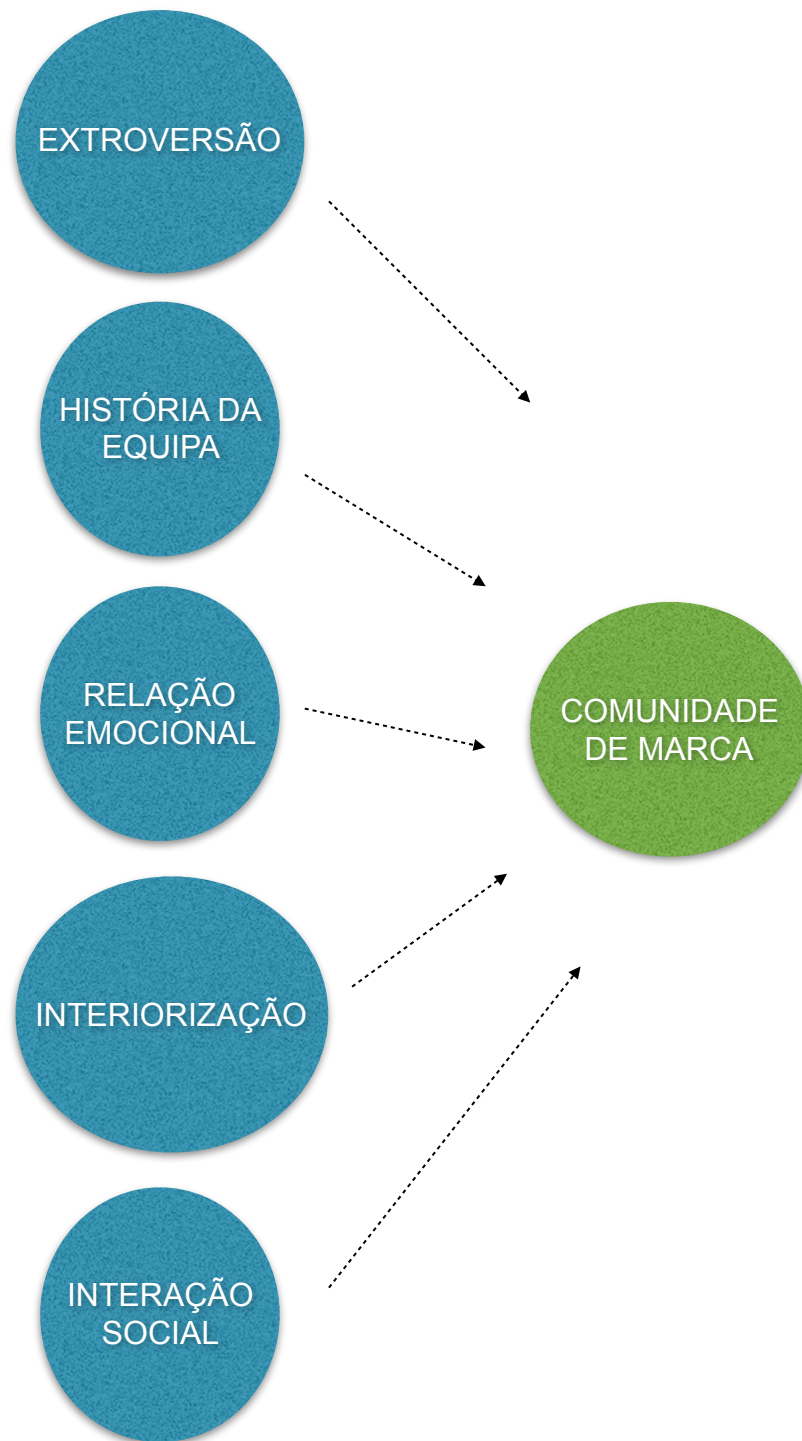 EXTROVERSÃO
HISTÓRIA DA
EQUIPA
RELAÇÃO
EMOCIONAL
COMUNIDADE
DE MARCA
INTERIORIZAÇÃO
INTERAÇÃO
SOCIAL